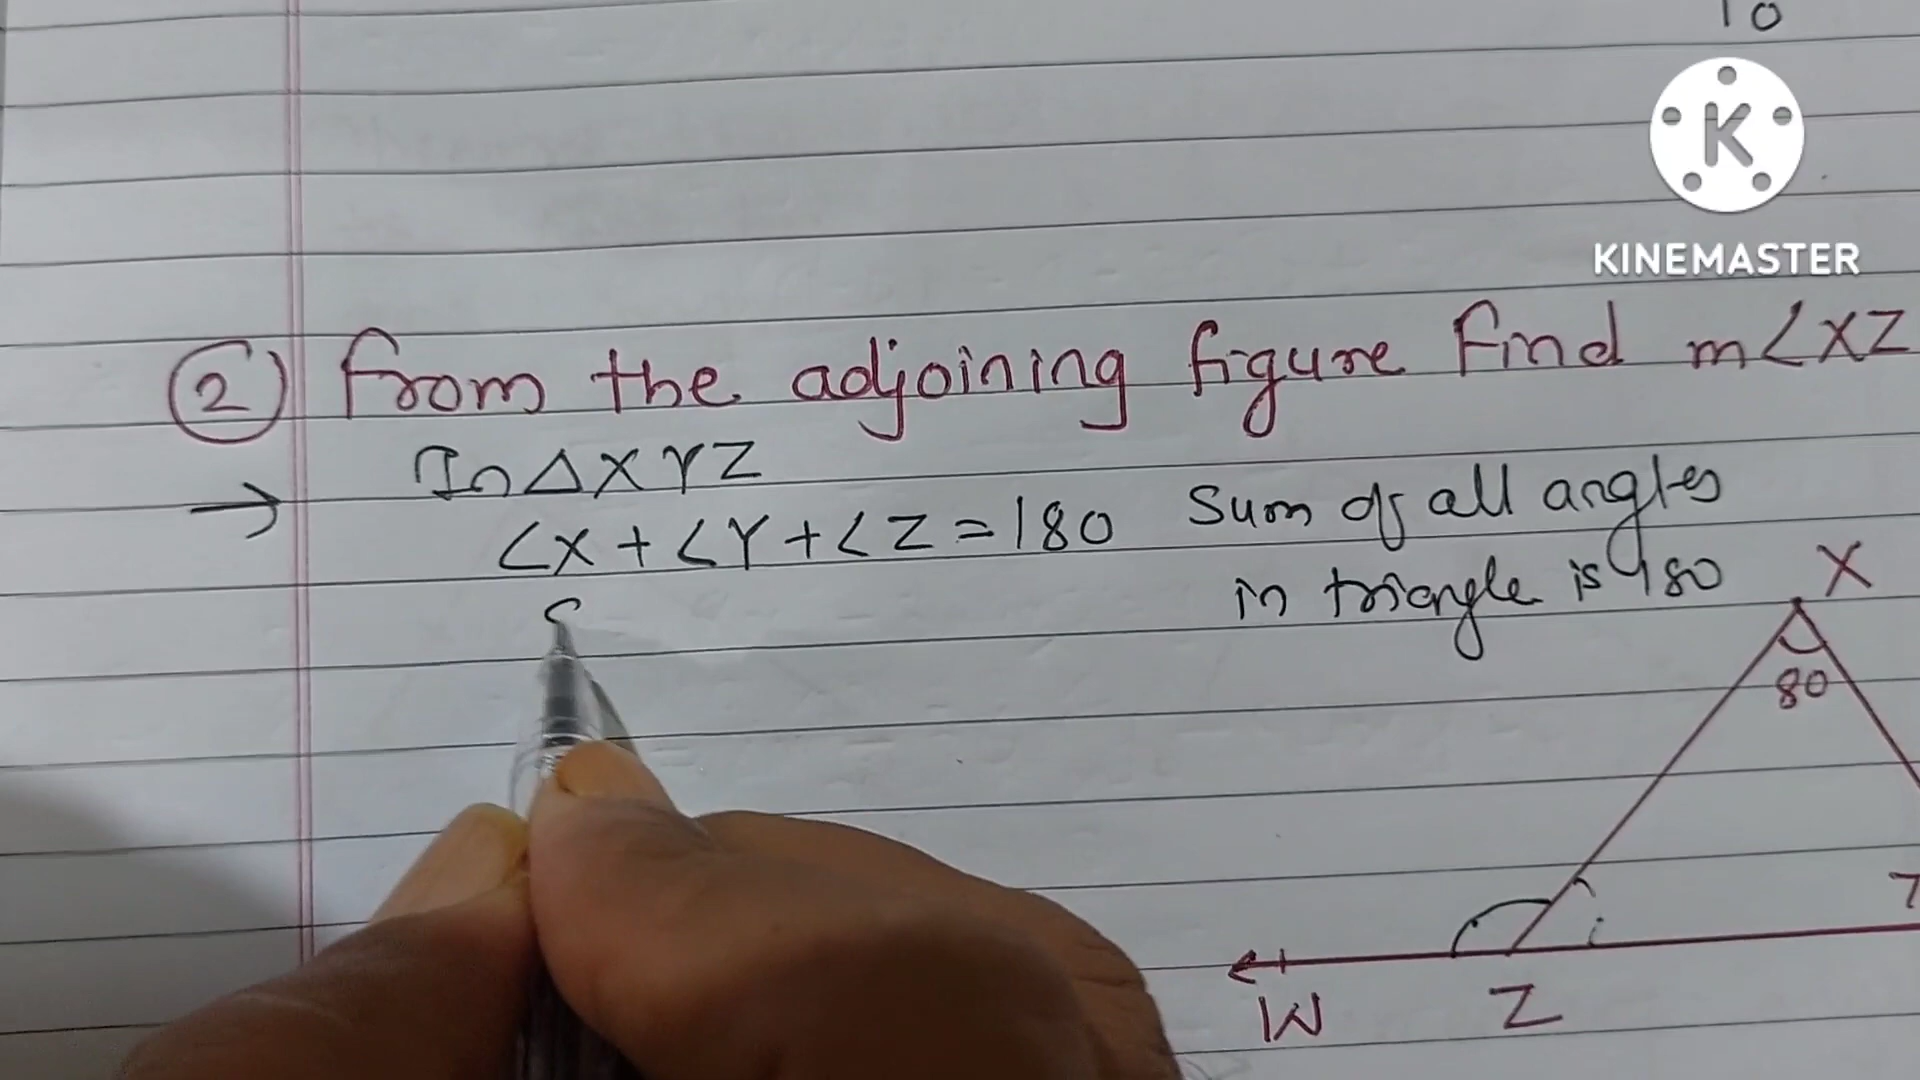 10
K
KINEMASTER
2 From the adjoining figure Find m∠XZ
→ In ΔXYZ
∠X + ∠Y + ∠Z = 180 Sum of all angles
in triangle is 180
X
80
W
Z